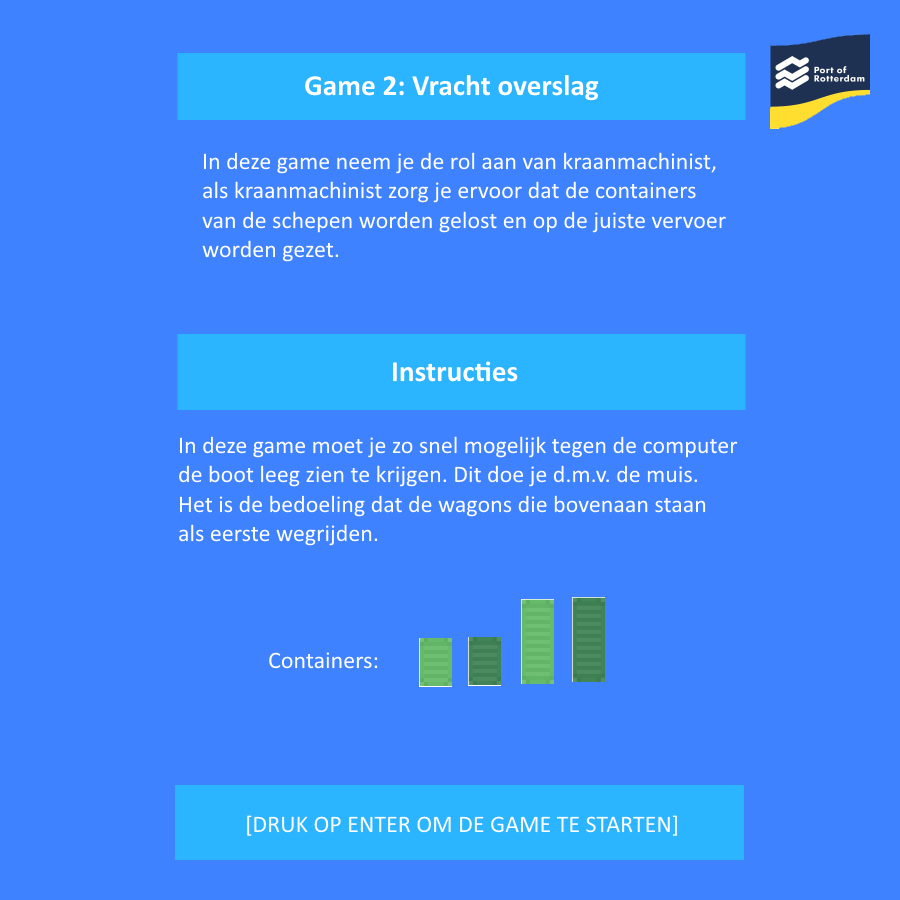 Game 2: Vracht overslag
Port of
Rotterdam
In deze game neem je de rol aan van kraanmachinist,
als kraanmachinist zorg je ervoor dat de containers
van de schepen worden gelost en op de juiste vervoer
worden gezet.
Instructies
In deze game moet je zo snel mogelijk tegen de computer
de boot leeg zien te krijgen. Dit doe je d.m.v. de muis.
Het is de bedoeling dat de wagons die bovenaan staan
als eerste wegrijden.
Containers:
[DRUK OP ENTER OM DE GAME TE STARTEN]